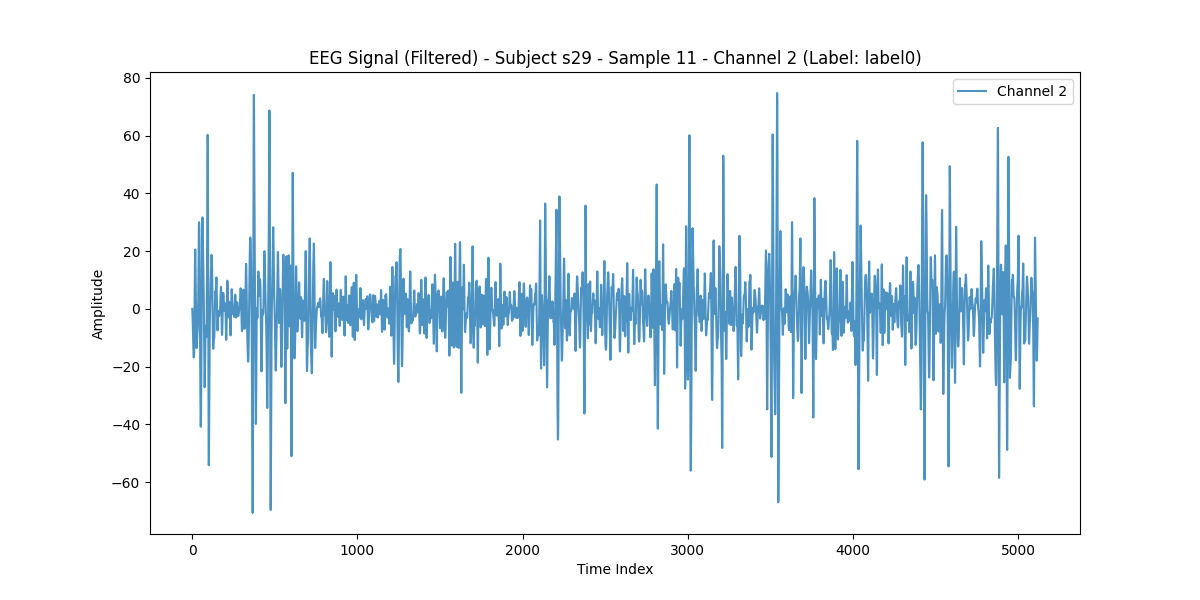 EEG Signal (Filtered) - Subject s29 - Sample 11 - Channel 2 (Label: label0)
Channel 2
80
60
40
20
0
−20
−40
−60
Amplitude
0 1000 2000 3000 4000 5000
Time Index